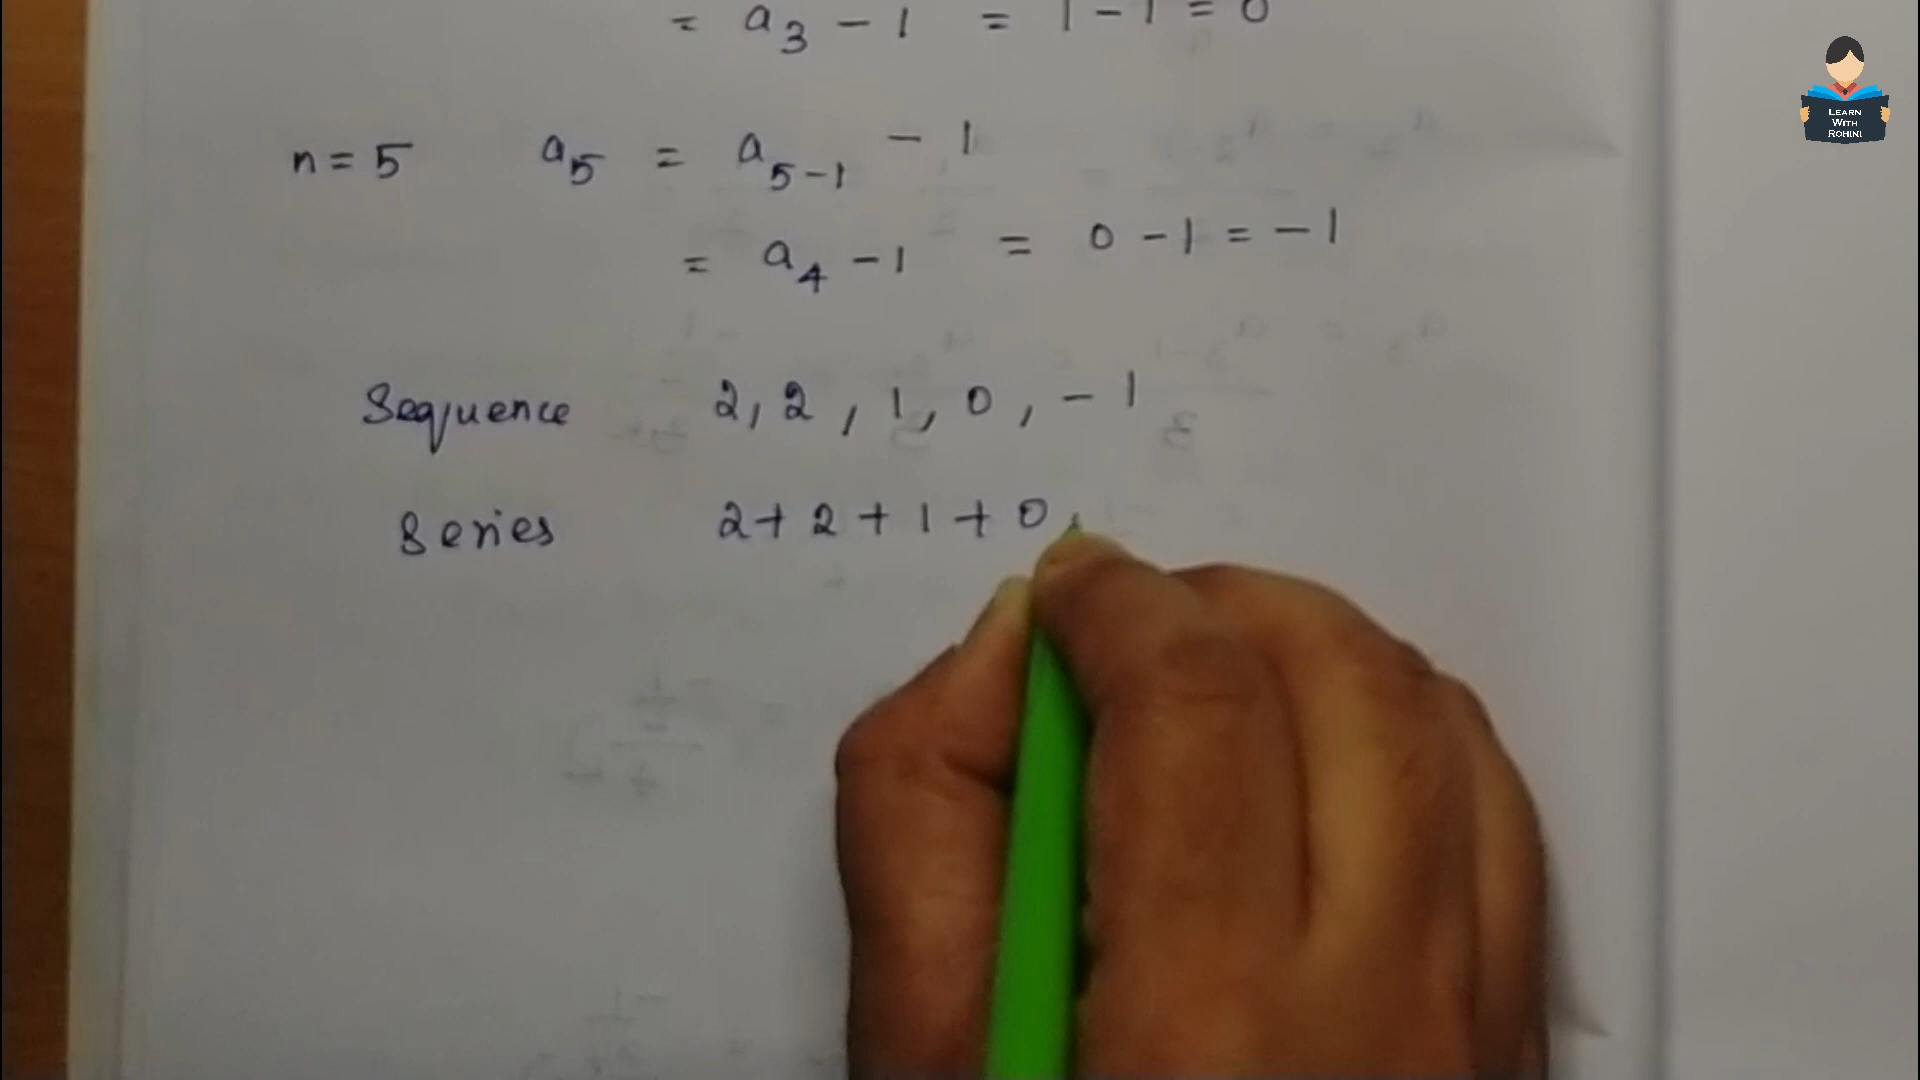 = a₃ - 1 = 1 - 1 = 0
n = 5 a₅ = a₅₋₁ - 1
= a₄ - 1 = 0 - 1 = - 1
Sequence 2, 2, 1, 0, - 1
Series 2 + 2 + 1 + 0
LEARN
WITH
ROHINI